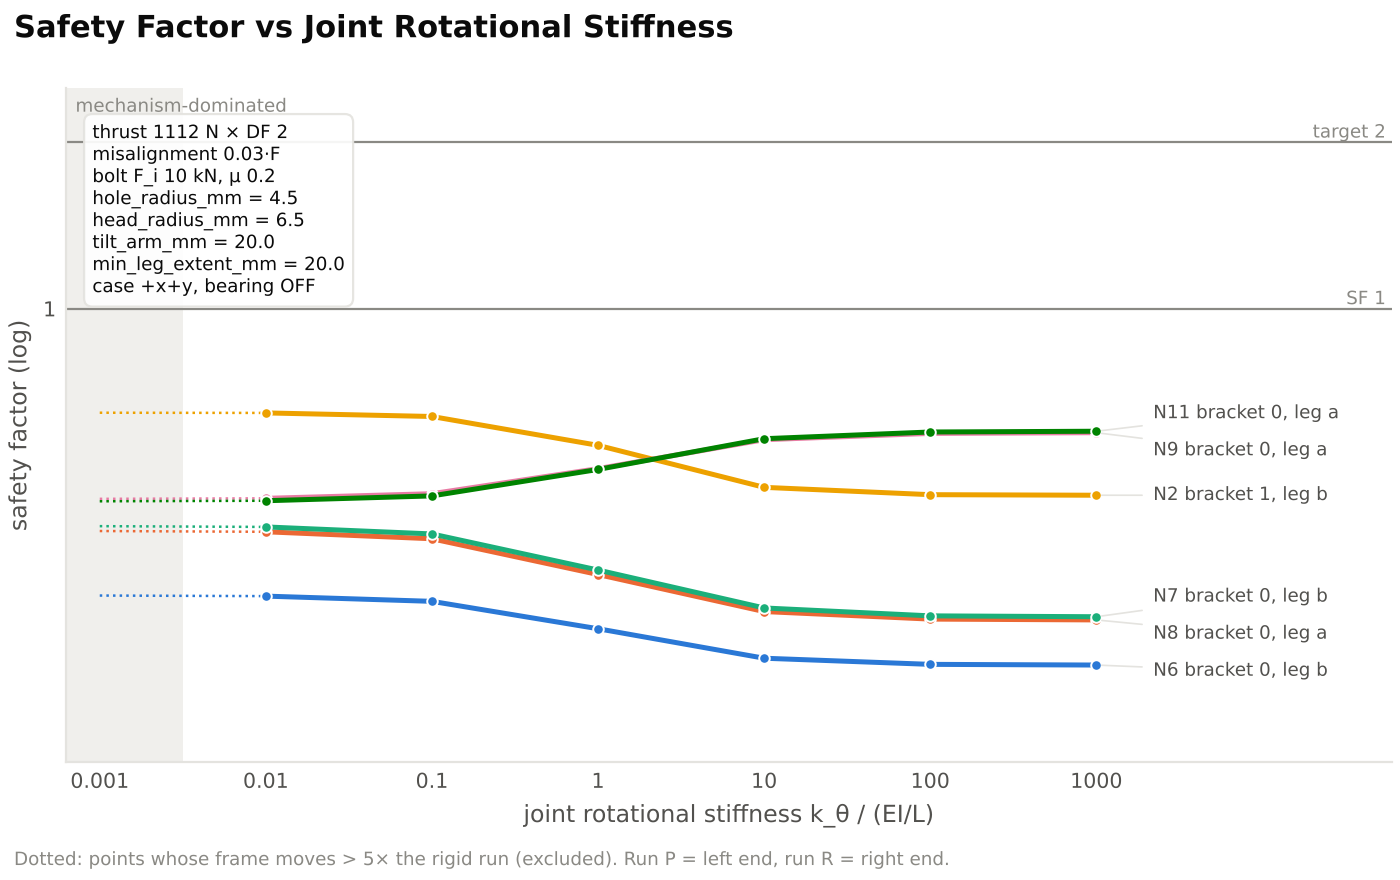 Safety Factor vs Joint Rotational Stiffness
mechanism-dominated
thrust 1112 N × DF 2
misalignment 0.03·F
bolt F_i 10 kN, μ 0.2
hole_radius_mm = 4.5
head_radius_mm = 6.5
tilt_arm_mm = 20.0
min_leg_extent_mm = 20.0
case +x+y, bearing OFF
target 2
SF 1
1
safety factor (log)
N11 bracket 0, leg a
N9 bracket 0, leg a
N2 bracket 1, leg b
N7 bracket 0, leg b
N8 bracket 0, leg a
N6 bracket 0, leg b
0.001 0.01 0.1 1 10 100 1000
joint rotational stiffness k_θ / (EI/L)
Dotted: points whose frame moves > 5× the rigid run (excluded). Run P = left end, run R = right end.